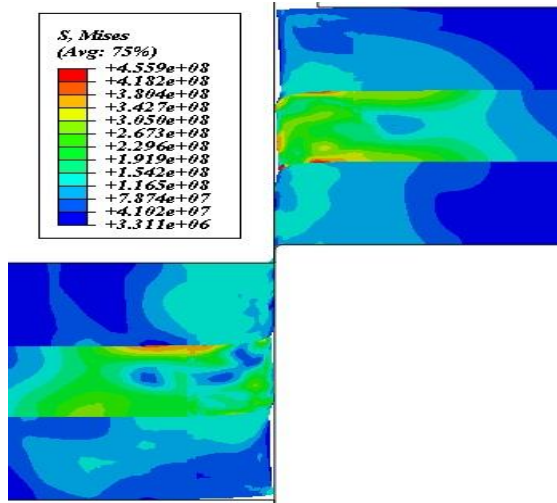 S, Mises
(Avg: 75%)
+4.559e+08
+4.182e+08
+3.804e+08
+3.427e+08
+3.050e+08
+2.673e+08
+2.296e+08
+1.919e+08
+1.542e+08
+1.165e+08
+7.874e+07
+4.102e+07
+3.311e+06